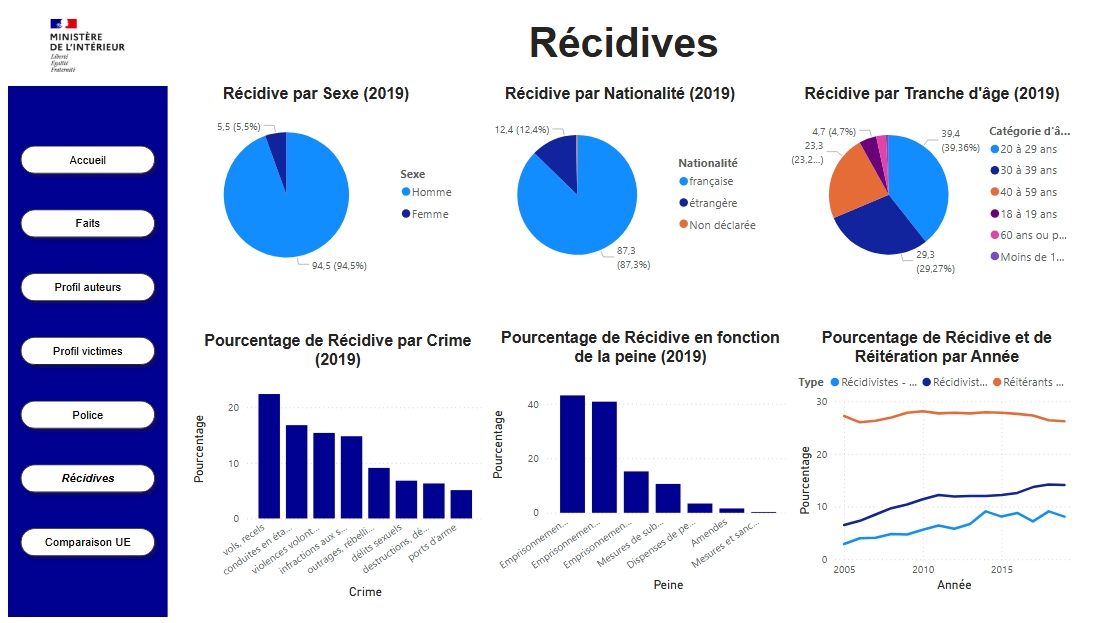 MINISTÈRE
DE L'INTÉRIEUR
Liberté
Égalité
Fraternité
Récidives
Accueil
Faits
Profil auteurs
Profil victimes
Police
Récidives
Comparaison UE
Récidive par Sexe (2019)
5,5 (5,5%)
94,5 (94,5%)
Sexe
Homme
Femme
Récidive par Nationalité (2019)
12,4 (12,4%)
87,3
(87,3%)
Nationalité
française
étrangère
Non déclarée
Récidive par Tranche d'âge (2019)
4,7 (4,7%)
23,3
(23,2...)
39,4
(39,36%)
29,3
(29,27%)
Catégorie d'â...
20 à 29 ans
30 à 39 ans
40 à 59 ans
18 à 19 ans
60 ans ou p...
Moins de 1...
Pourcentage de Récidive par Crime
(2019)
Pourcentage
20
10
0
vols, recels
conduites en éta...
violences volont...
infractions aux s...
outrages, rébelli...
délits sexuels
destructions, dé...
ports d'arme
Crime
Pourcentage de Récidive en fonction
de la peine (2019)
Pourcentage
40
20
0
Emprisonnemen...
Emprisonnemen...
Emprisonnemen...
Mesures de sub...
Dispenses de pe...
Amendes
Mesures et sanc...
Peine
Pourcentage de Récidive et de
Réitération par Année
Type Récidivistes - ... Récidivist... Réitérants ...
Pourcentage
30
20
10
0
2005 2010 2015
Année